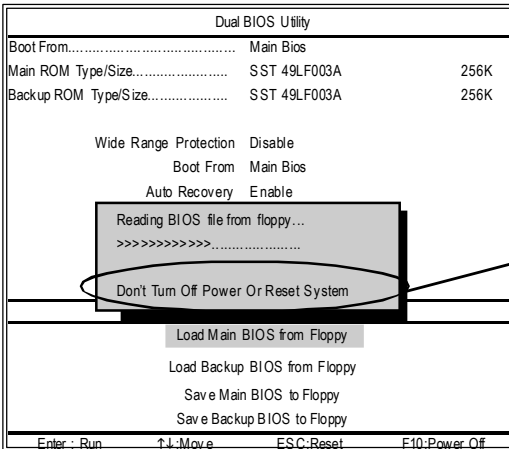 Dual BIOS Utility
Boot From........................................ Main Bios
Main ROM Type/Size....................... SST 49LF003A 256K
Backup ROM Type/Size................... SST 49LF003A 256K
Wide Range Protection Disable
Boot From Main Bios
Auto Recovery Enable
Reading BIOS file from floppy...
>>>>>>>>>>>>......................
Don't Turn Off Power Or Reset System
Load Main BIOS from Floppy
Load Backup BIOS from Floppy
Save Main BIOS to Floppy
Save Backup BIOS to Floppy
Enter : Run ↑↓:Move ESC:Reset F10:Power Off